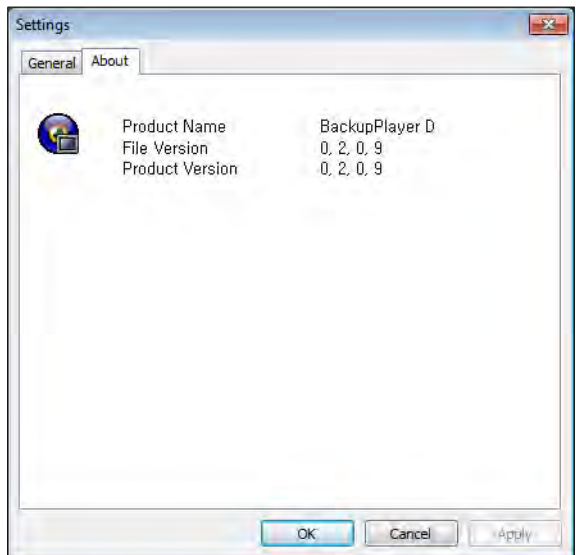 Settings
General About
Product Name BackupPlayer D
File Version 0, 2, 0, 9
Product Version 0, 2, 0, 9
OK Cancel Apply